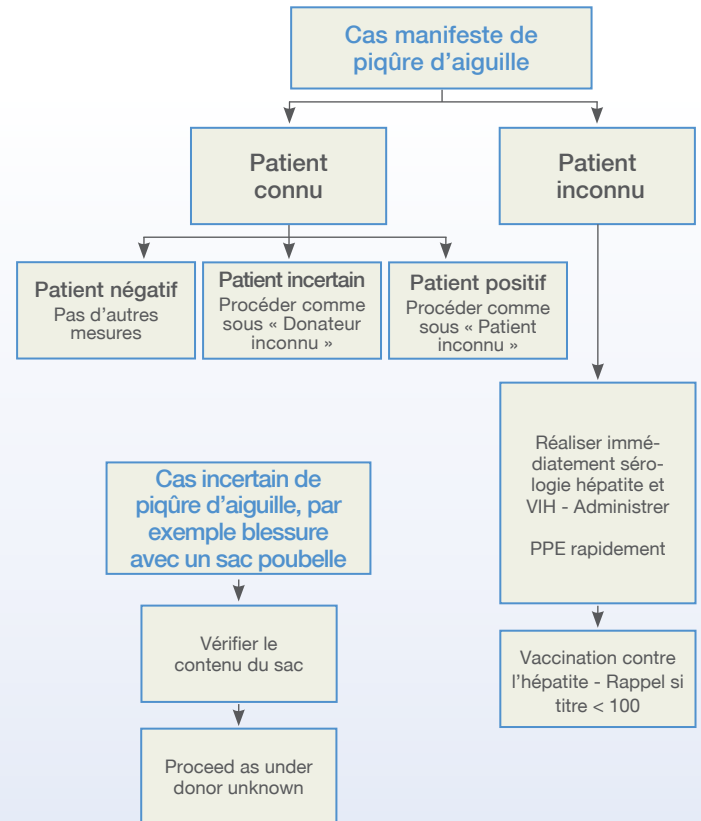 Cas manifeste de
piqûre d’aiguille
Patient
connu
Patient
inconnu
Patient négatif
Pas d’autres
mesures
Patient incertain
Procéder comme
sous « Donateur
inconnu »
Patient positif
Procéder comme
sous « Patient
inconnu »
Réaliser immé-
diatement séro-
logie hépatite et
VIH - Administrer
PPE rapidement
Vaccination contre
l’hépatite - Rappel si
titre < 100
Cas incertain de
piqûre d’aiguille, par
exemple blessure
avec un sac poubelle
Vérifier le
contenu du sac
Proceed as under
donor unknown